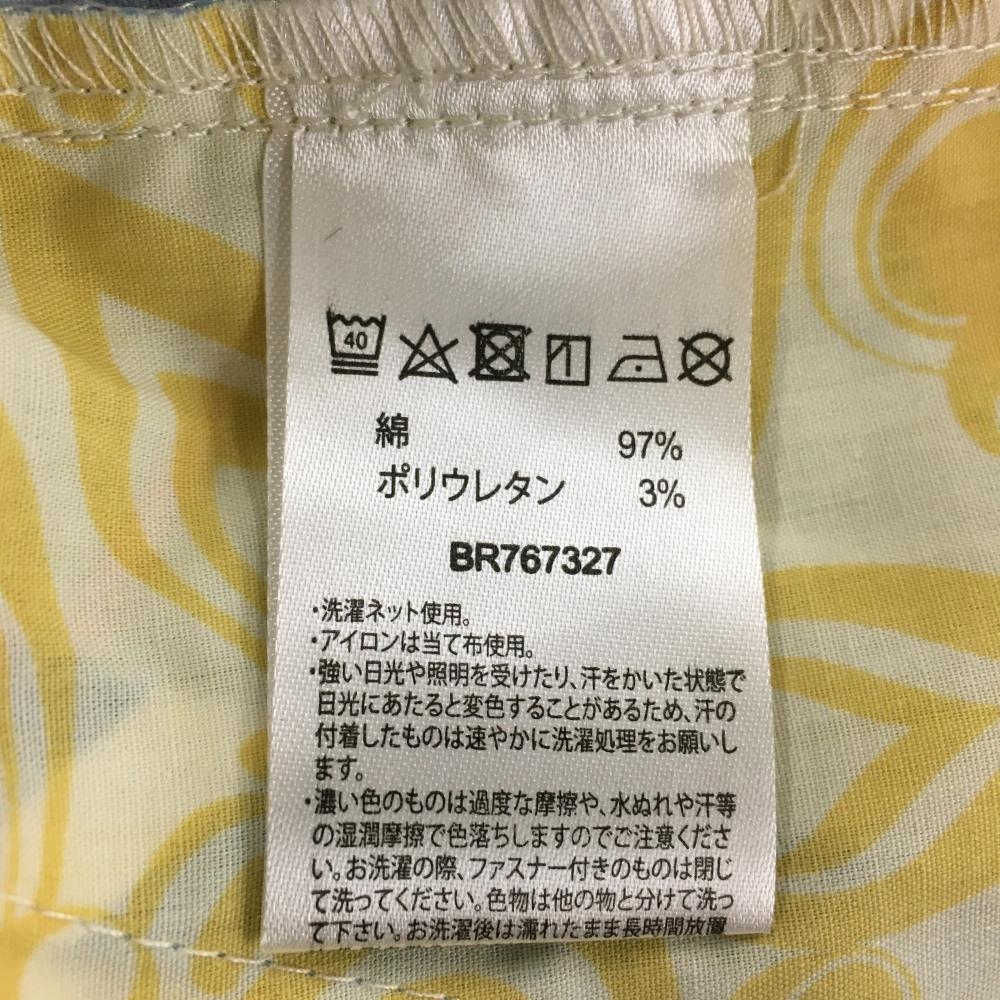 40
綿 97%
ポリウレタン 3%
BR767327
・洗濯ネット使用。
・アイロンは当て布使用。
・強い日光や照明を受けたり、汗をかいた状態で
日光にあたると変色することがあるため、汗の
付着したものは速やかに洗濯処理をお願いし
ます。
・濃い色のものは過度な摩擦や、水ぬれや汗等
の湿潤摩擦で色落ちしますのでご注意くださ
い。お洗濯の際、ファスナー付きのものは閉じ
て洗ってください。色物は他の物と分けて洗っ
て下さい。お洗濯後は濡れたまま長時間放置